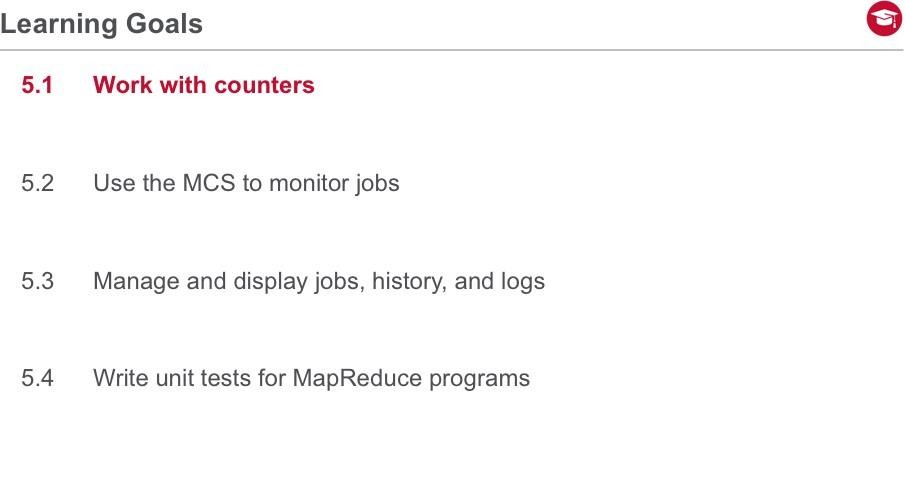 Learning Goals
5.1 Work with counters
5.2 Use the MCS to monitor jobs
5.3 Manage and display jobs, history, and logs
5.4 Write unit tests for MapReduce programs